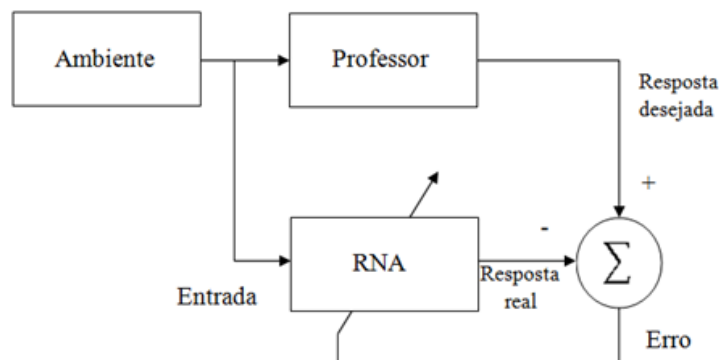 Ambiente
Professor
Resposta
desejada
+
-
RNA
Σ
Entrada
Resposta
real
Erro